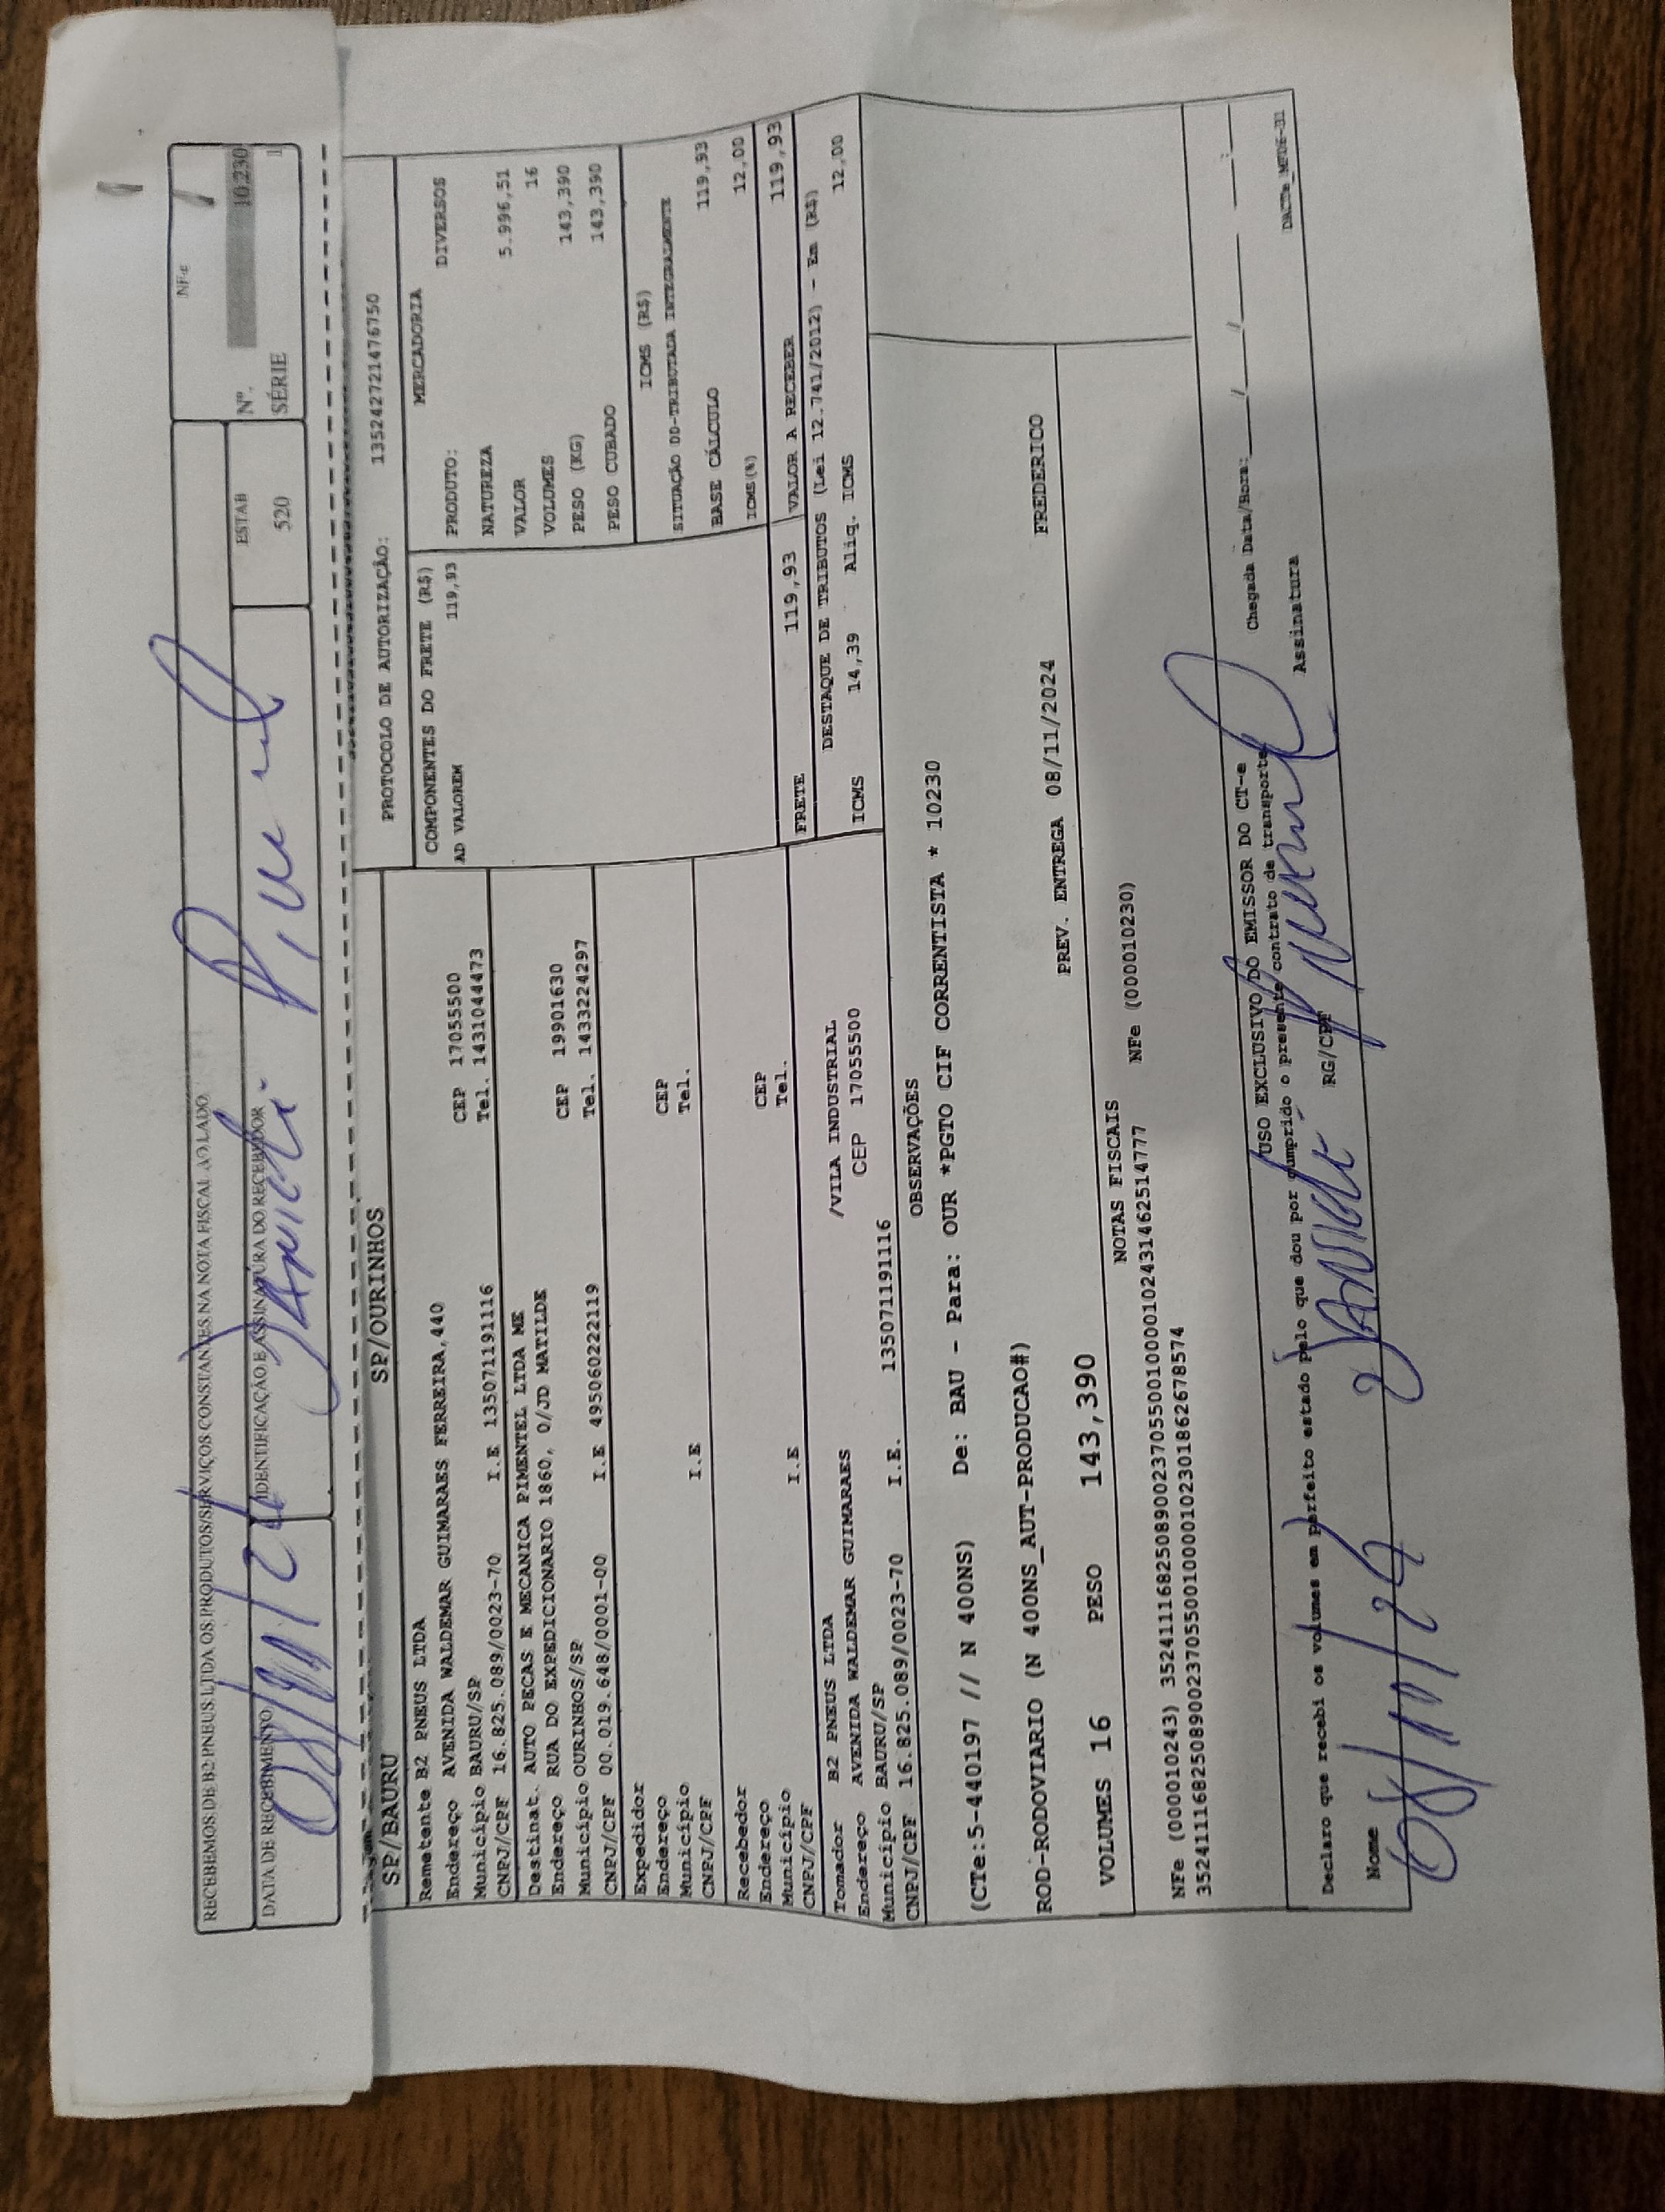 RECEBEMOS DE B2 PNEUS LTDA OS PRODUTOS/SERVIÇOS CONSTANTES NA NOTA FISCAL AO LADO
NF-e
DATA DE RECEBIMENTO
IDENTIFICAÇÃO E ASSINATURA DO RECEBEDOR
ESTAB
520
Nº. 10.230
SÉRIE 1
08/11/24
SP/BAURU SP/OURINHOS
PROTOCOLO DE AUTORIZAÇÃO: 135242721476750
Remetente B2 PNEUS LTDA
Endereço AVENIDA WALDEMAR GUIMARAES FERREIRA,440
Município BAURU/SP CEP 17055500
CNPJ/CPF 16.825.089/0023-70 I.E 135071191116 Tel. 1431044473
Destinat. AUTO PECAS E MECANICA PIMENTEL LTDA ME
Endereço RUA DO EXPEDICIONARIO 1860, 0/JD MATILDE
Município OURINHOS/SP CEP 19901630
CNPJ/CPF 00.019.648/0001-00 I.E 495060222119 Tel. 1433224297
Expedidor
Endereço
Município CEP
CNPJ/CPF I.E Tel.
Recebedor
Endereço
Município CEP
CNPJ/CPF I.E Tel.
Tomador B2 PNEUS LTDA
Endereço AVENIDA WALDEMAR GUIMARAES /VILA INDUSTRIAL
Município BAURU/SP CEP 17055500
CNPJ/CPF 16.825.089/0023-70 I.E. 135071191116
COMPONENTES DO FRETE (R$)
AD VALOREM 119,93
MERCADORIA
PRODUTO: DIVERSOS
NATUREZA
VALOR 5.996,51
VOLUMES 16
PESO (KG) 143,390
PESO CUBADO 143,390
ICMS (R$)
SITUAÇÃO 00-TRIBUTADA INTEGRALMENTE
BASE CÁLCULO 119,93
ICMS(%) 12,00
FRETE 119,93 VALOR A RECEBER 119,93
DESTAQUE DE TRIBUTOS (Lei 12.741/2012) - Em (R$)
ICMS 14,39 Aliq. ICMS 12,00
OBSERVAÇÕES
(CTe:5-440197 // N 400NS) De: BAU - Para: OUR *PGTO CIF CORRENTISTA * 10230
ROD-RODOVIARIO (N 400NS_AUT-PRODUCAO#) FREDERICO
PREV. ENTREGA 08/11/2024
VOLUMES 16 PESO 143,390
NOTAS FISCAIS
NFe (000010243) 35241116825089002370550010000102431462514777 NFe (000010230)
35241116825089002370550010000102301862678574
USO EXCLUSIVO DO EMISSOR DO CT-e
Declaro que recebi os volumes em perfeito estado pelo que dou por cumprido o presente contrato de transporte
Chegada Data/Hora: ___/___/___ ___:___
Nome RG/CPF Assinatura
08/11/24
DACTe_MFD6-31